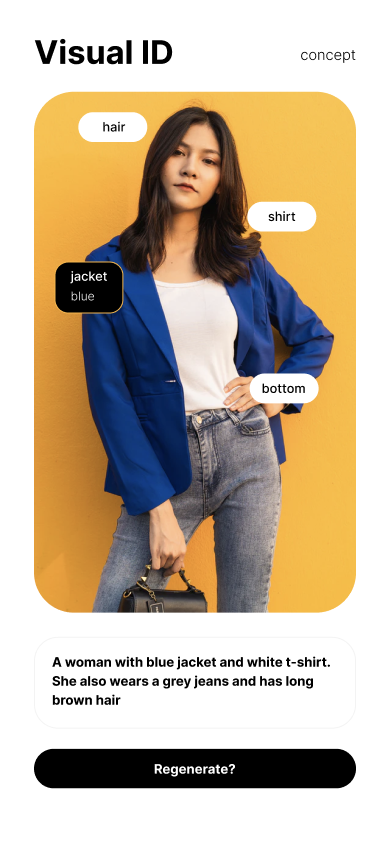 Visual ID
concept
hair
shirt
jacket
blue
bottom
A woman with blue jacket and white t-shirt.
She also wears a grey jeans and has long
brown hair
Regenerate?